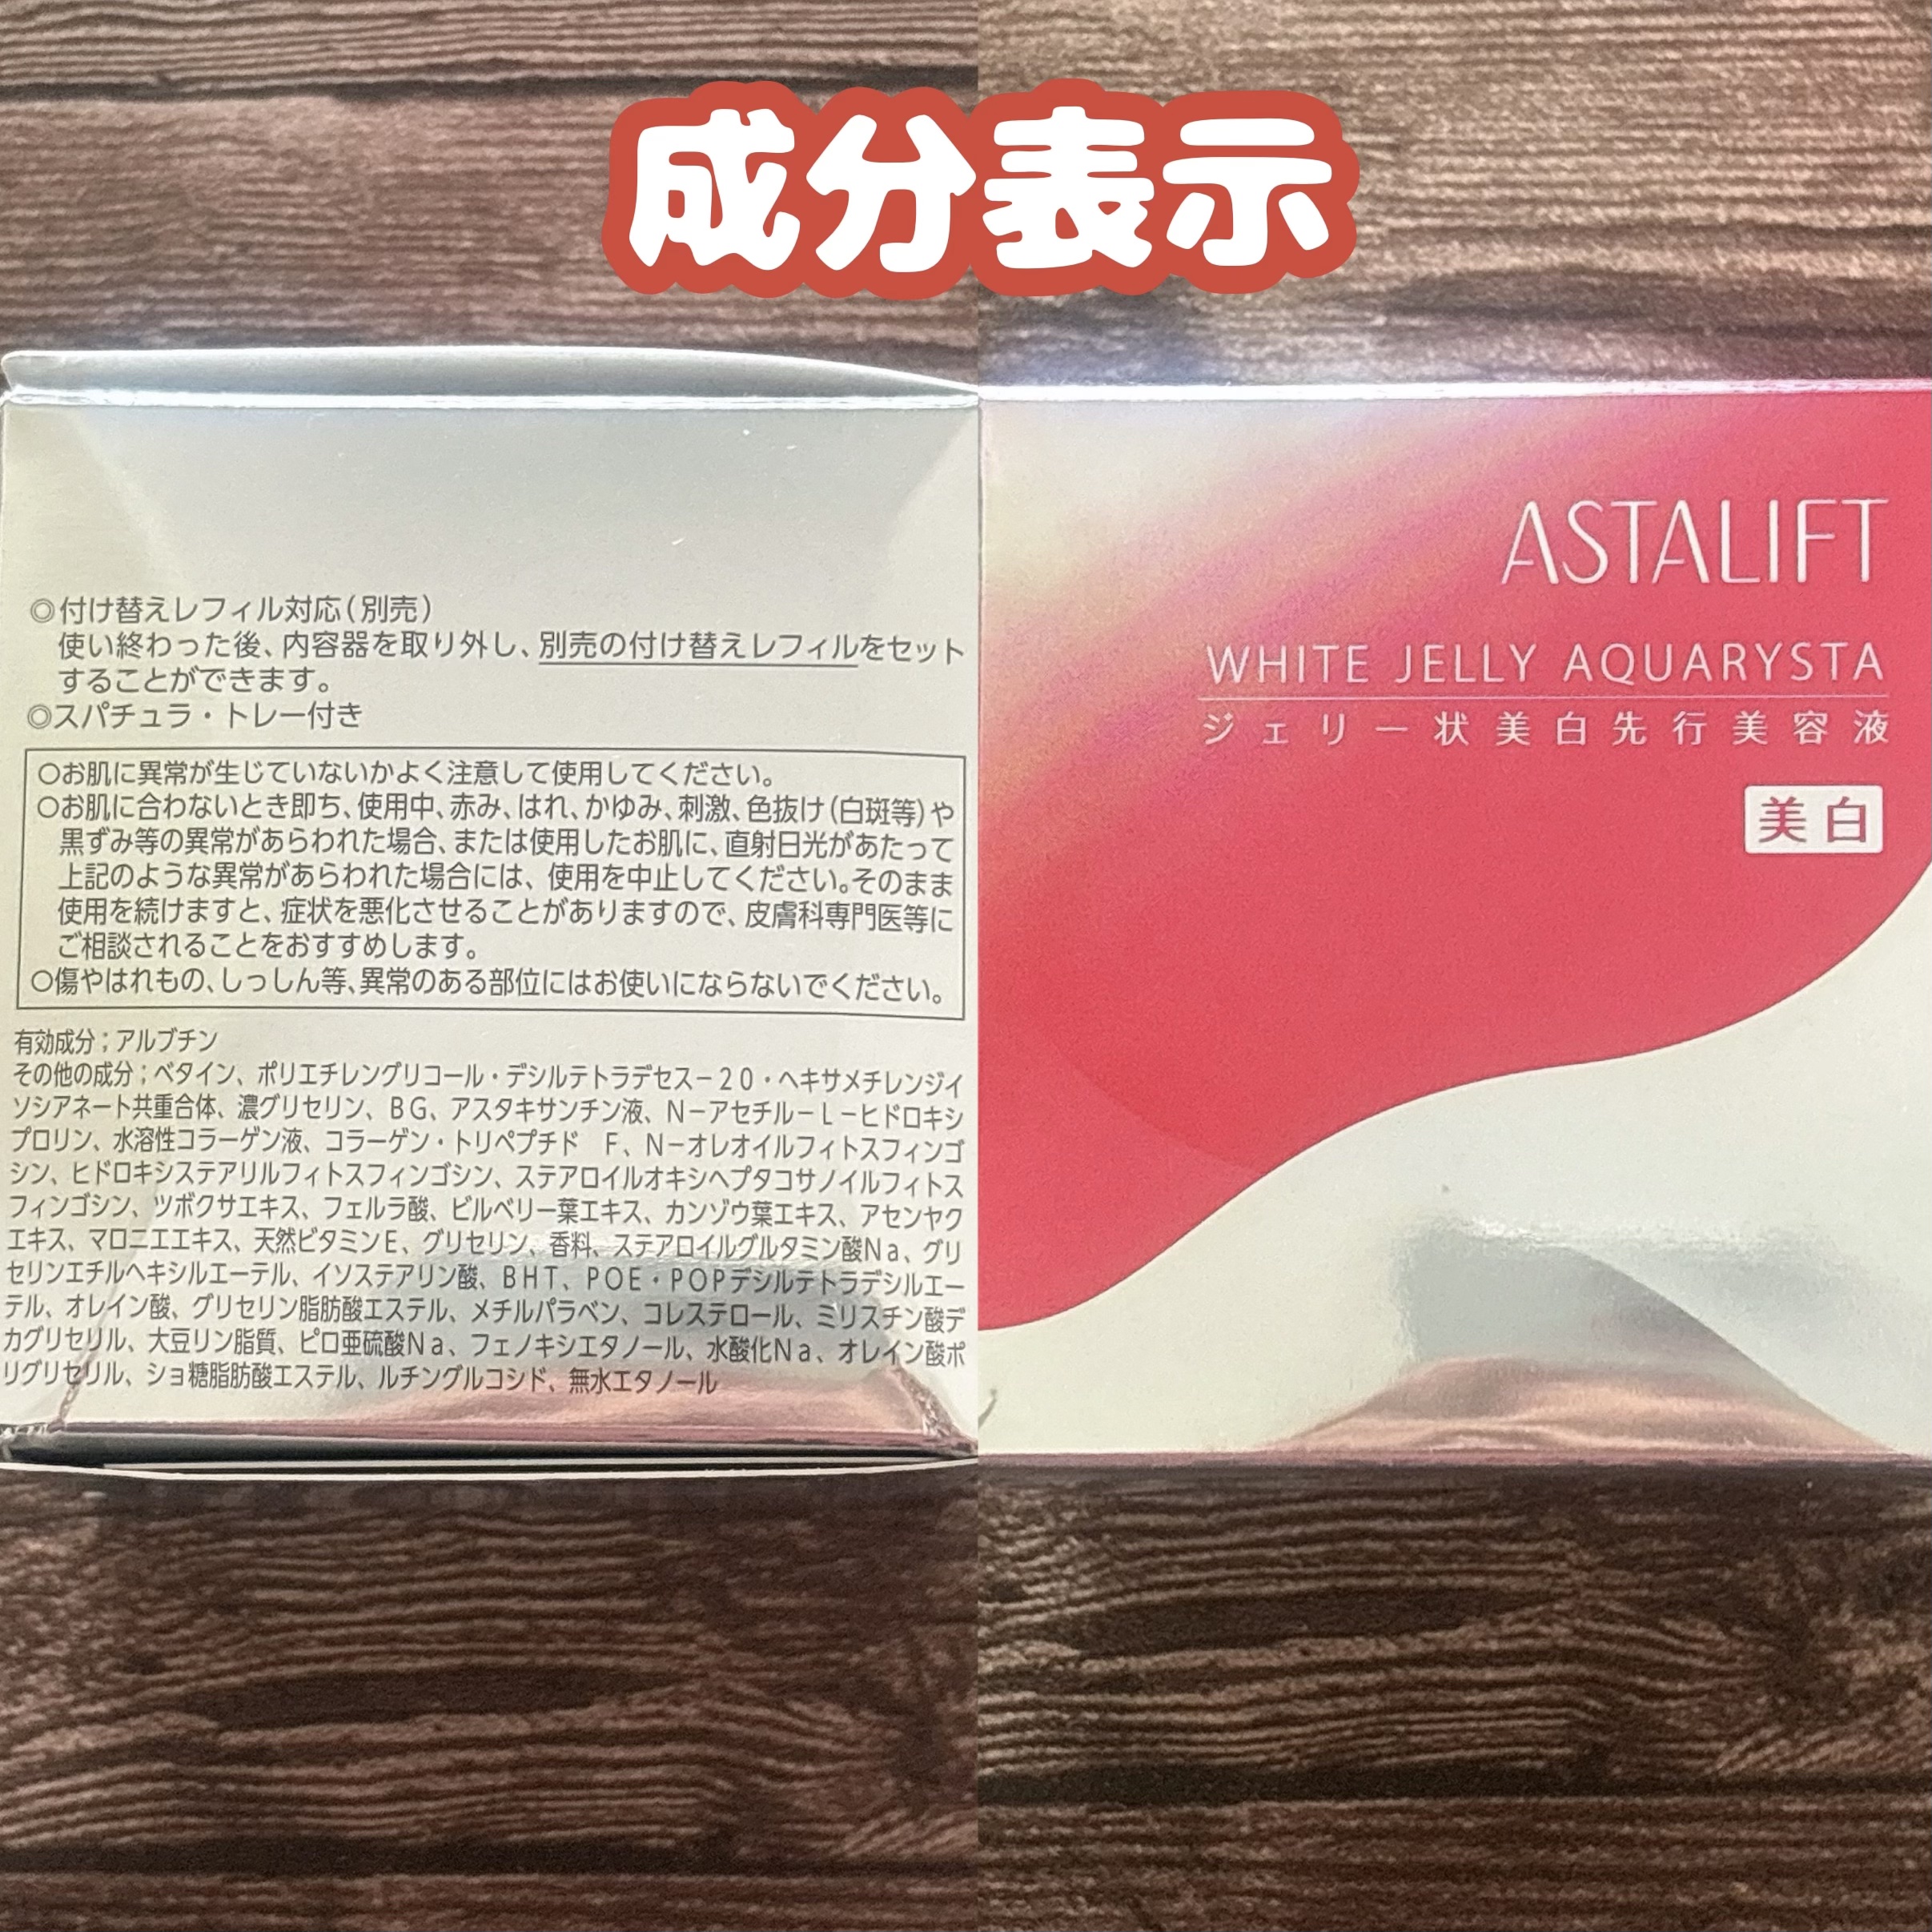 成分表示
◎付け替えレフィル対応(別売)
使い終わった後、内容器を取り外し、別売の付け替えレフィルをセット
することができます。
◎スパチュラ・トレー付き
○お肌に異常が生じていないかよく注意して使用してください。
○お肌に合わないとき即ち、使用中、赤み、はれ、かゆみ、刺激、色抜け(白斑等)や
黒ずみ等の異常があらわれた場合、または使用したお肌に、直射日光があたって
上記のような異常があらわれた場合には、使用を中止してください。そのまま
使用を続けますと、症状を悪化させることがありますので、皮膚科専門医等に
ご相談されることをおすすめします。
○傷やはれもの、しっしん等、異常のある部位にはお使いにならないでください。
有効成分;アルブチン
その他の成分;ベタイン、ポリエチレングリコール・デシルテトラデセス-20・ヘキサメチレンジイ
ソシアネート共重合体、濃グリセリン、BG、アスタキサンチン液、N-アセチル-L-ヒドロキシ
プロリン、水溶性コラーゲン液、コラーゲン・トリペプチド F、N-オレオイルフィトスフィンゴ
シン、ヒドロキシステアリルフィトスフィンゴシン、ステアロイルオキシヘプタコサノイルフィトス
フィンゴシン、ツボクサエキス、フェルラ酸、ビルベリー葉エキス、カンゾウ葉エキス、アセンヤク
エキス、マロニエエキス、天然ビタミンE、グリセリン、香料、ステアロイルグルタミン酸Na、グリ
セリンエチルヘキシルエーテル、イソステアリン酸、BHT、POE・POPデシルテトラデシルエー
テル、オレイン酸、グリセリン脂肪酸エステル、メチルパラベン、コレステロール、ミリスチン酸デ
カグリセリル、大豆リン脂質、ピロ亜硫酸Na、フェノキシエタノール、水酸化Na、オレイン酸ポ
リグリセリル、ショ糖脂肪酸エステル、ルチングルコシド、無水エタノール
ASTALIFT
WHITE JELLY AQUARYSTA
ジェリー状美白先行美容液
美白